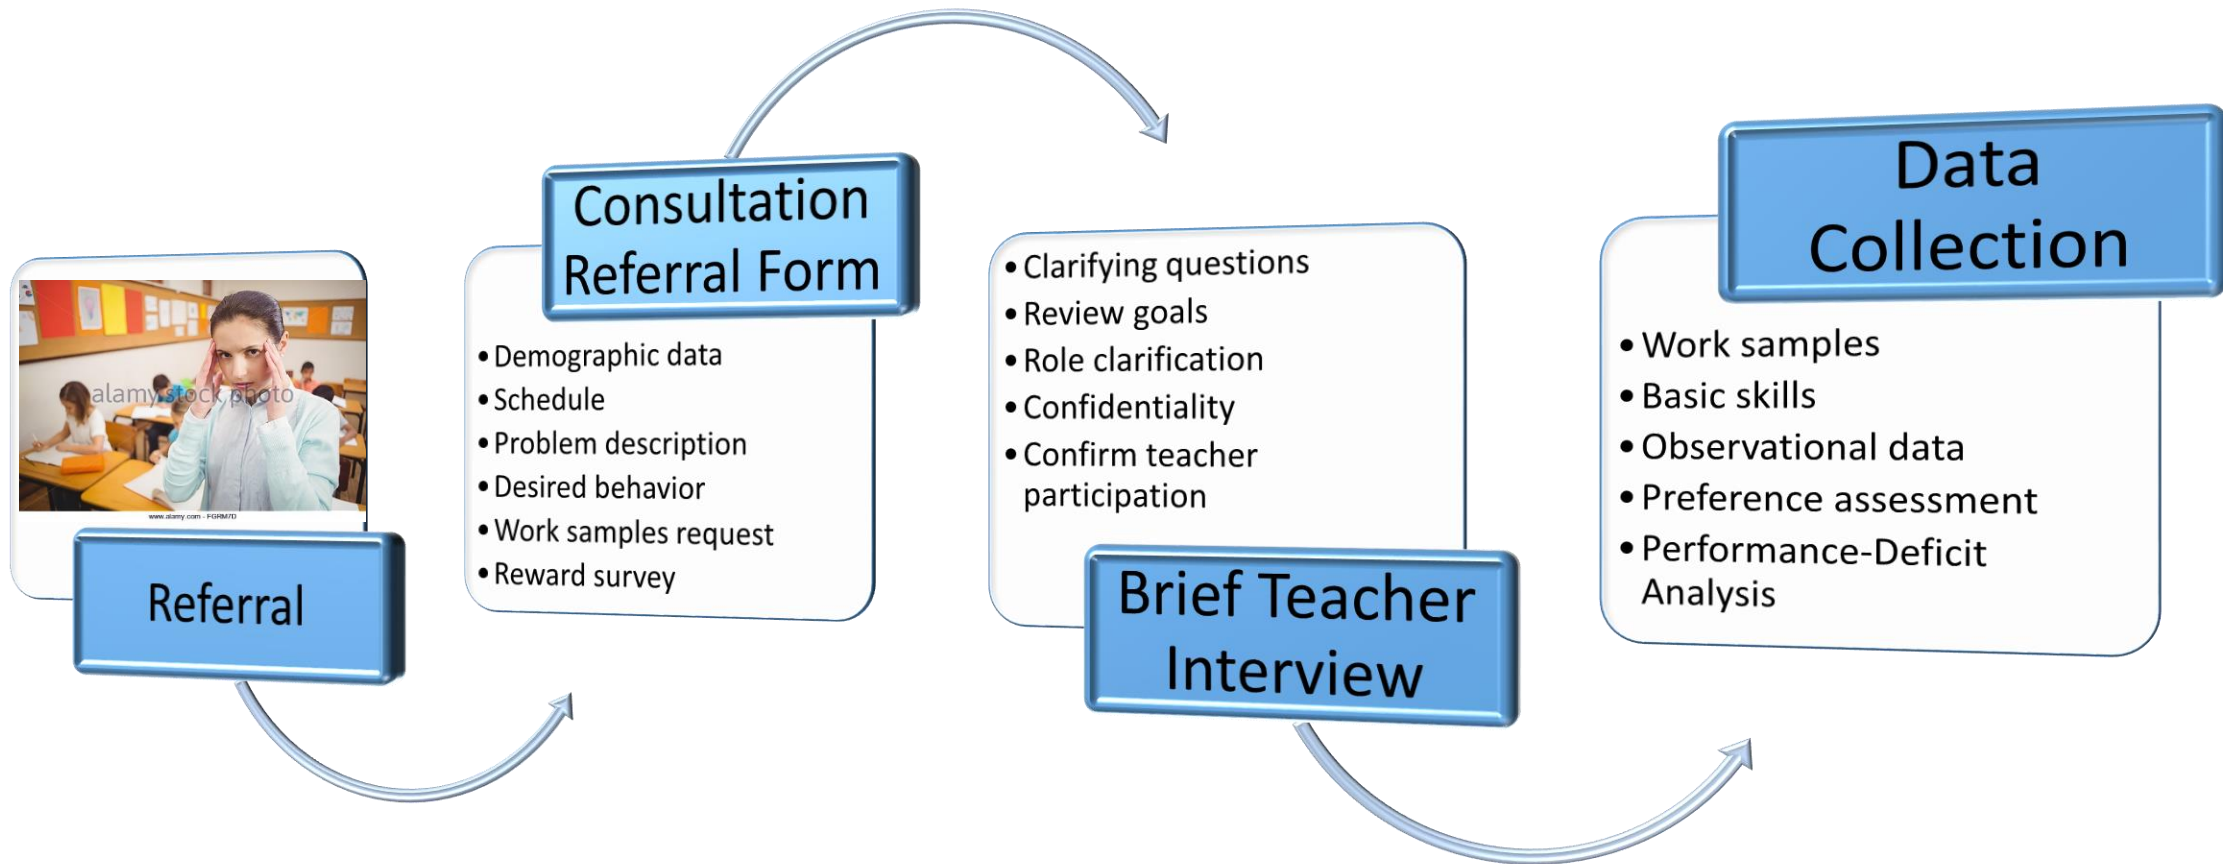 alamy stock photo
www.alamy.com - FGRM7D
Referral
Consultation
Referral Form
• Demographic data
• Schedule
• Problem description
• Desired behavior
• Work samples request
• Reward survey
• Clarifying questions
• Review goals
• Role clarification
• Confidentiality
• Confirm teacher
participation
Brief Teacher
Interview
Data
Collection
• Work samples
• Basic skills
• Observational data
• Preference assessment
• Performance-Deficit
Analysis